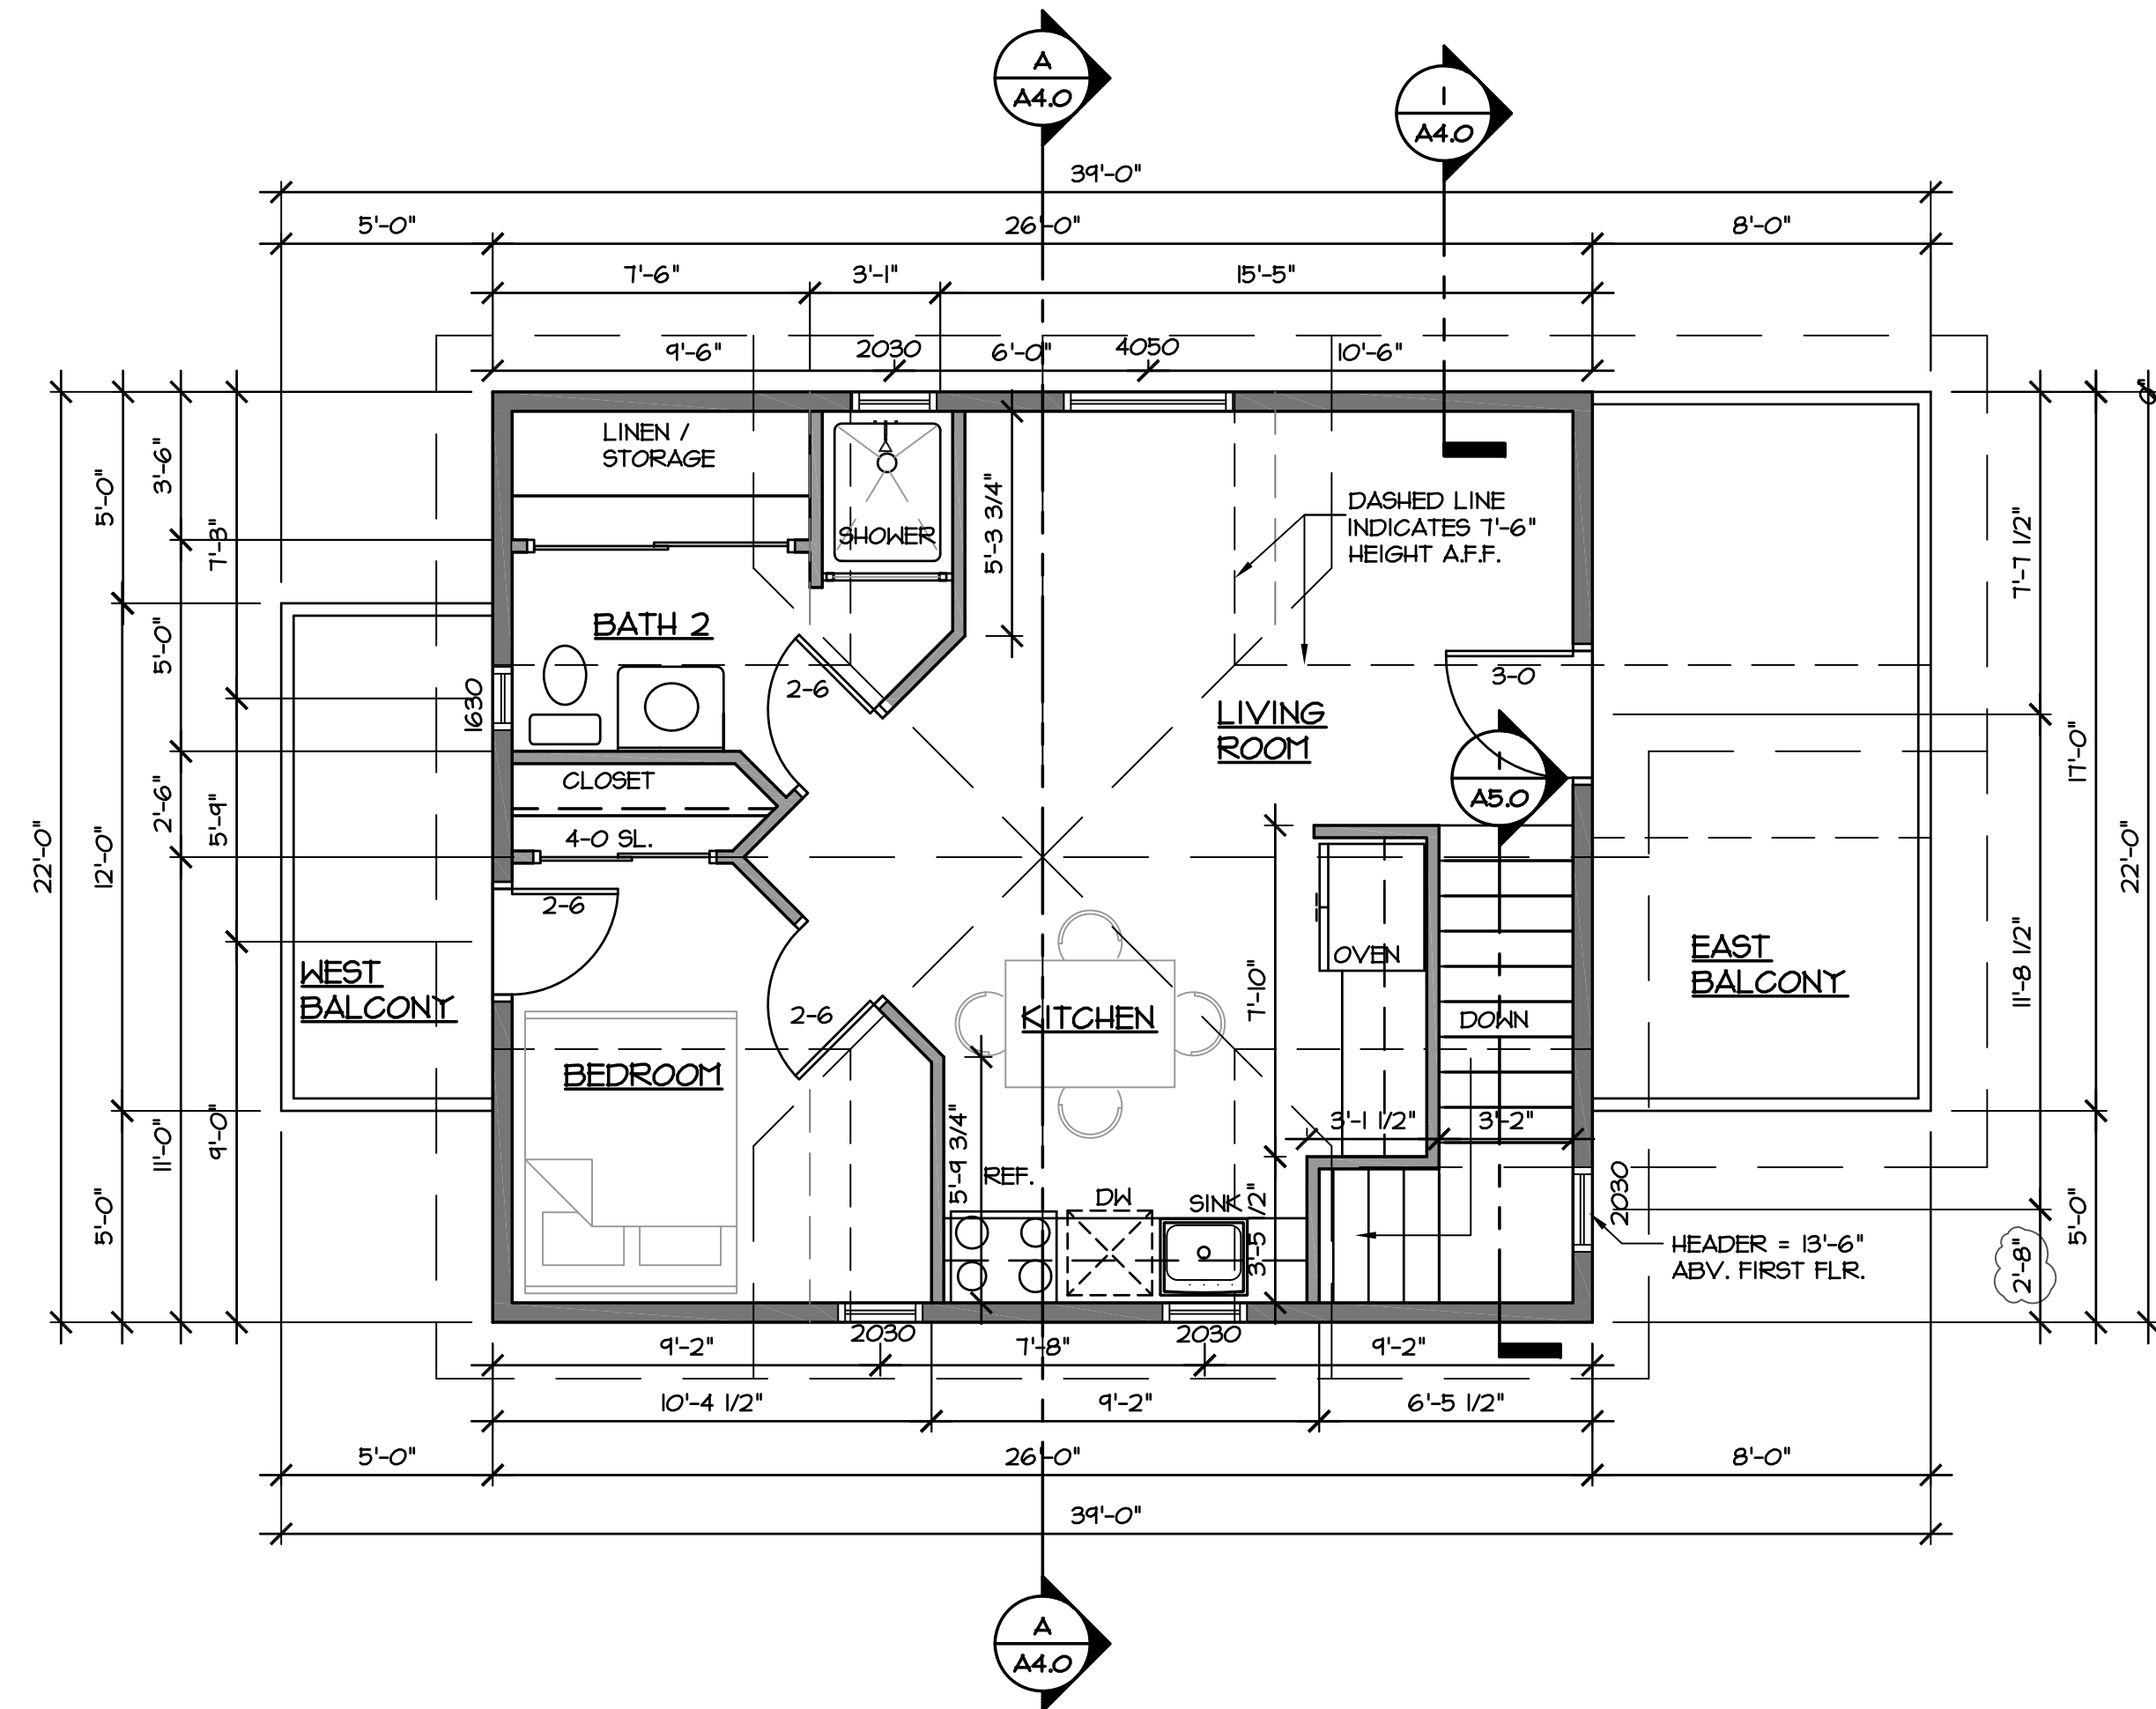 A
A4.0
1
A4.0
39'-0"
5'-0"
26'-0"
8'-0"
7'-6"
3'-1"
15'-5"
9'-6"
2030
6'-0"
4050
10'-6"
LINEN /
STORAGE
SHOWER
5'-3 3/4"
DASHED LINE
INDICATES 7'-6"
HEIGHT A.F.F.
22'-0"
5'-0"
12'-0"
5'-0"
3'-6"
5'-0"
2'-6"
11'-0"
7'-3"
5'-9"
9'-0"
1630
BATH 2
2-6
CLOSET
4-0 SL.
2-6
LIVING
ROOM
3-0
A5.0
WEST
BALCONY
BEDROOM
2-6
KITCHEN
OVEN
7'-10"
DOWN
3'-1 1/2"
3'-2"
EAST
BALCONY
5'-9 3/4"
REF.
DW
SINK
2030
HEADER = 13'-6"
ABV. FIRST FLR.
7'-7 1/2"
11'-8 1/2"
2'-8"
17'-0"
5'-0"
22'-0"
2030
2030
9'-2"
7'-8"
9'-2"
10'-4 1/2"
9'-2"
6'-5 1/2"
5'-0"
26'-0"
8'-0"
39'-0"
A
A4.0